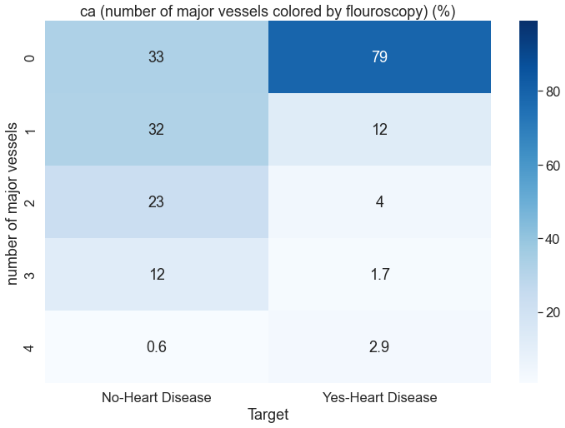 ca (number of major vessels colored by flouroscopy) (%)
number of major vessels
0 33 79
1 32 12
2 23 4
3 12 1.7
4 0.6 2.9
No-Heart Disease Yes-Heart Disease
Target
80
60
40
20